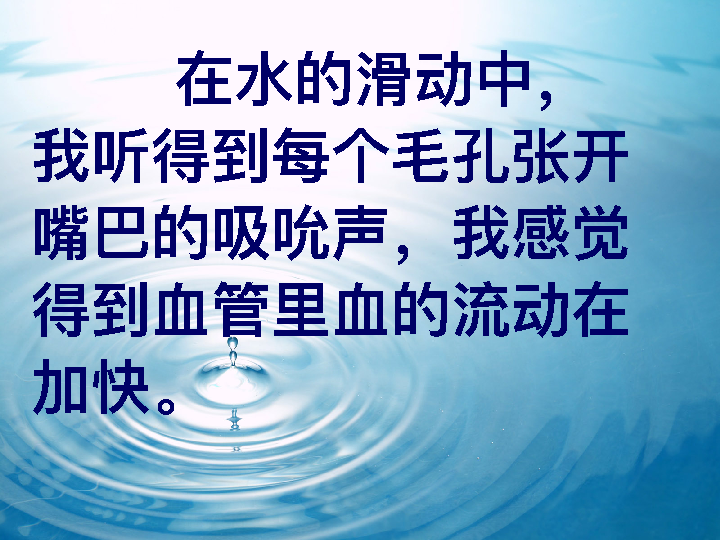 在水的滑动中，
我听得到每个毛孔张开
嘴巴的吸吮声，我感觉
得到血管里血的流动在
加快。